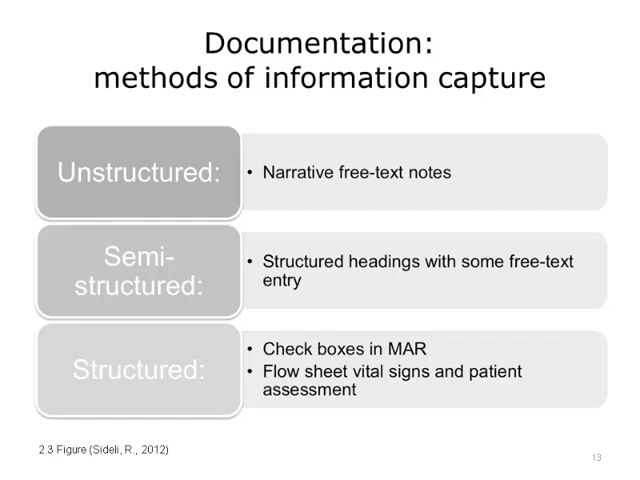 Documentation:
methods of information capture
Unstructured:
• Narrative free-text notes
Semi-
structured:
• Structured headings with some free-text
entry
Structured:
• Check boxes in MAR
• Flow sheet vital signs and patient
assessment
2.3 Figure (Sideli, R., 2012)
13